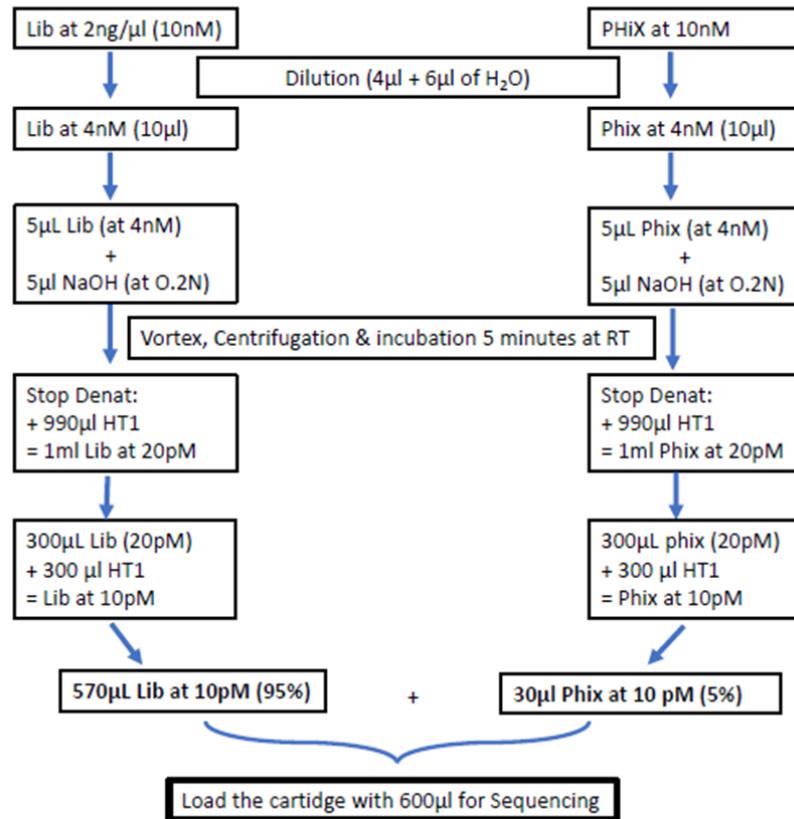 Lib at 2ng/µl (10nM)
PHiX at 10nM
Dilution (4µl + 6µl of H₂O)
Lib at 4nM (10µl)
Phix at 4nM (10µl)
5µL Lib (at 4nM)
+
5µl NaOH (at O.2N)
5µL Phix (at 4nM)
+
5µl NaOH (at O.2N)
Vortex, Centrifugation & incubation 5 minutes at RT
Stop Denat:
+ 990µl HT1
= 1ml Lib at 20pM
Stop Denat:
+ 990µl HT1
= 1ml Phix at 20pM
300µL Lib (20pM)
+ 300 µl HT1
= Lib at 10pM
300µL phix (20pM)
+ 300 µl HT1
= Phix at 10pM
570µL Lib at 10pM (95%)
+
30µl Phix at 10 pM (5%)
Load the cartidge with 600µl for Sequencing